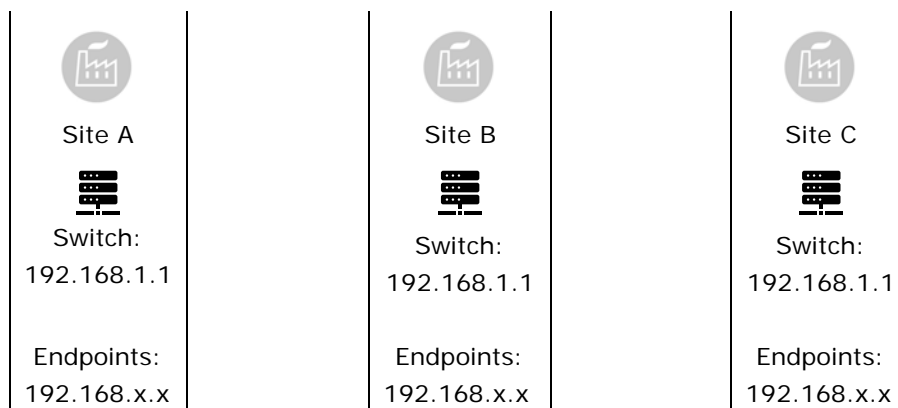 Site A
Switch:
192.168.1.1
Endpoints:
192.168.x.x
Site B
Switch:
192.168.1.1
Endpoints:
192.168.x.x
Site C
Switch:
192.168.1.1
Endpoints:
192.168.x.x